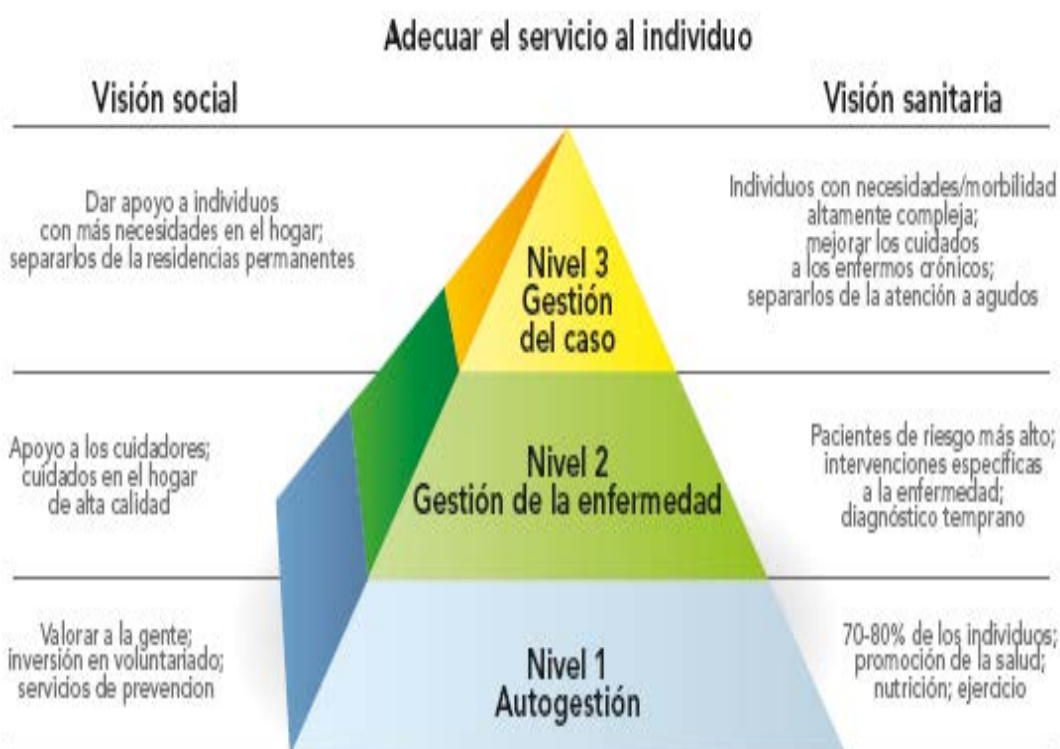 Adecuar el servicio al individuo
Visión social
Visión sanitaria
Dar apoyo a individuos
con más necesidades en el hogar;
separarlos de la residencias permanentes
Nivel 3
Gestión
del caso
Individuos con necesidades/morbilidad
altamente compleja;
mejorar los cuidados
a los enfermos crónicos;
separarlos de la atención a agudos
Apoyo a los cuidadores;
cuidados en el hogar
de alta calidad
Nivel 2
Gestión de la enfermedad
Pacientes de riesgo más alto;
intervenciones específicas
a la enfermedad;
diagnóstico temprano
Valorar a la gente;
inversión en voluntariado;
servicios de prevencion
Nivel 1
Autogestión
70-80% de los individuos;
promoción de la salud;
nutrición; ejercicio